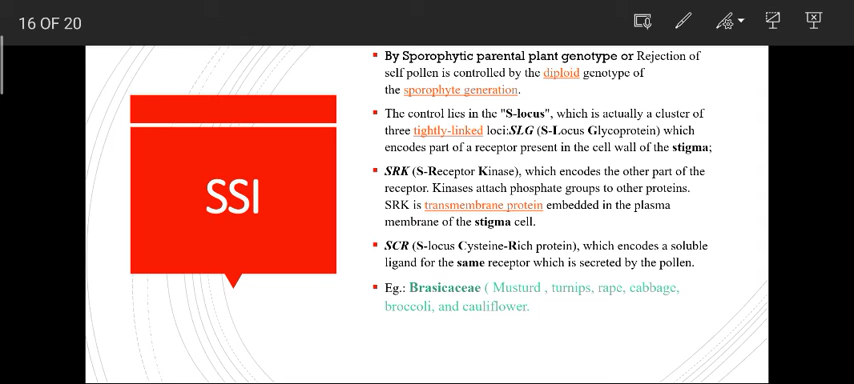 16 OF 20
SSI
By Sporophytic parental plant genotype or Rejection of
self pollen is controlled by the diploid genotype of
the sporophyte generation.
The control lies in the "S-locus", which is actually a cluster of
three tightly-linked loci:SLG (S-Locus Glycoprotein) which
encodes part of a receptor present in the cell wall of the stigma;
SRK (S-Receptor Kinase), which encodes the other part of the
receptor. Kinases attach phosphate groups to other proteins.
SRK is transmembrane protein embedded in the plasma
membrane of the stigma cell.
SCR (S-locus Cysteine-Rich protein), which encodes a soluble
ligand for the same receptor which is secreted by the pollen.
Eg.: Brasicaceae ( Musturd , turnips, rape, cabbage,
broccoli, and cauliflower.